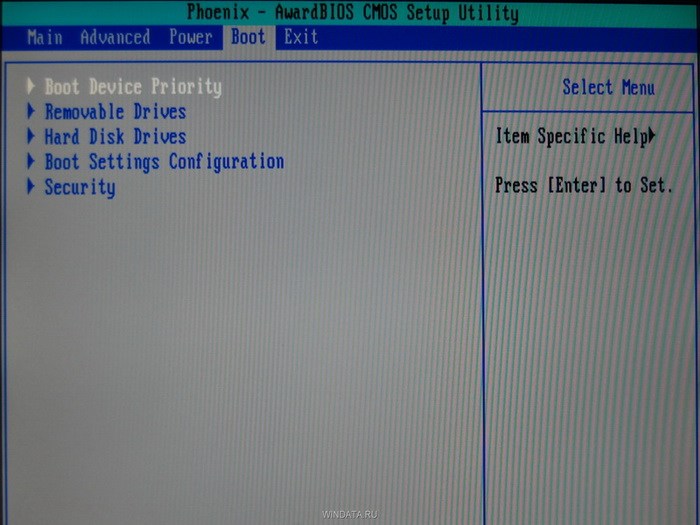 Phoenix - AwardBIOS CMOS Setup Utility
Main Advanced Power Boot Exit
Boot Device Priority
Removable Drives
Hard Disk Drives
Boot Settings Configuration
Security
Select Menu
Item Specific Help
Press [Enter] to Set.
WINDATA.RU